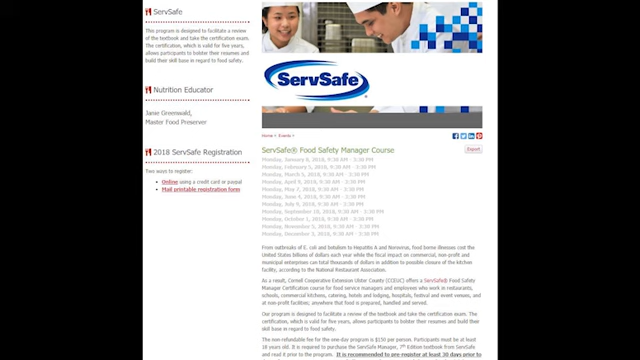 ServSafe
This program is designed to facilitate a review
of the textbook and take the certification exam.
The certification, which is valid for five years,
allows participants to bolster their resumes and
build their skill base in regard to food safety.
Nutrition Educator
Janer Greenwald,
Master Food Preserver
2018 ServSafe Registration
Two ways to register:
Online using a credit card or paypal
Mail printable registration form
ServSafe
Home > Events >
ServSafe® Food Safety Manager Course
Export
Monday, January 8, 2018, 9:30 AM - 3:30 PM
Monday, February 5, 2018, 9:30 AM - 3:30 PM
Monday, March 5, 2018, 9:30 AM - 3:30 PM
Monday, April 9, 2018, 9:30 AM - 3:30 PM
Monday, May 7, 2018, 9:30 AM - 3:30 PM
Monday, June 4, 2018, 9:30 AM - 3:30 PM
Monday, July 9, 2018, 9:30 AM - 3:30 PM
Monday, September 10, 2018, 9:30 AM - 3:30 PM
Monday, October 1, 2018, 9:30 AM - 3:30 PM
Monday, November 5, 2018, 9:30 AM - 3:30 PM
Monday, December 3, 2018, 9:30 AM - 3:30 PM
From outbreaks of E. coli and botulism to Hepatitis A and Norovirus, food borne illnesses cost the
United States billions of dollars each year while the fiscal impact on commercial, non-profit and
municipal enterprises can total thousands of dollars in addition to possible closure of the kitchen
facility, according to the National Restaurant Association.
As a result, Cornell Cooperative Extension Ulster County (CCEUC) offers a ServSafe® Food Safety
Manager Certification course for food service managers and employees who work in restaurants,
schools, commercial kitchens, catering, hotels and lodging, hospitals, festival and event venues, and
at non-profit facilities; anywhere that food is prepared, handled and served.
Our program is designed to facilitate a review of the textbook and take the certification exam. The
certification, which is valid for five years, allows participants to bolster their resumes and build their
skill base in regard to food safety.
The non-refundable fee for the one-day program is $150 per person. Participants must be at least
18 years old. It is required to purchase the ServSafe Manager, 7th Edition textbook from ServSafe
and read it prior to the program. It is recommended to pre-register at least 30 days prior to